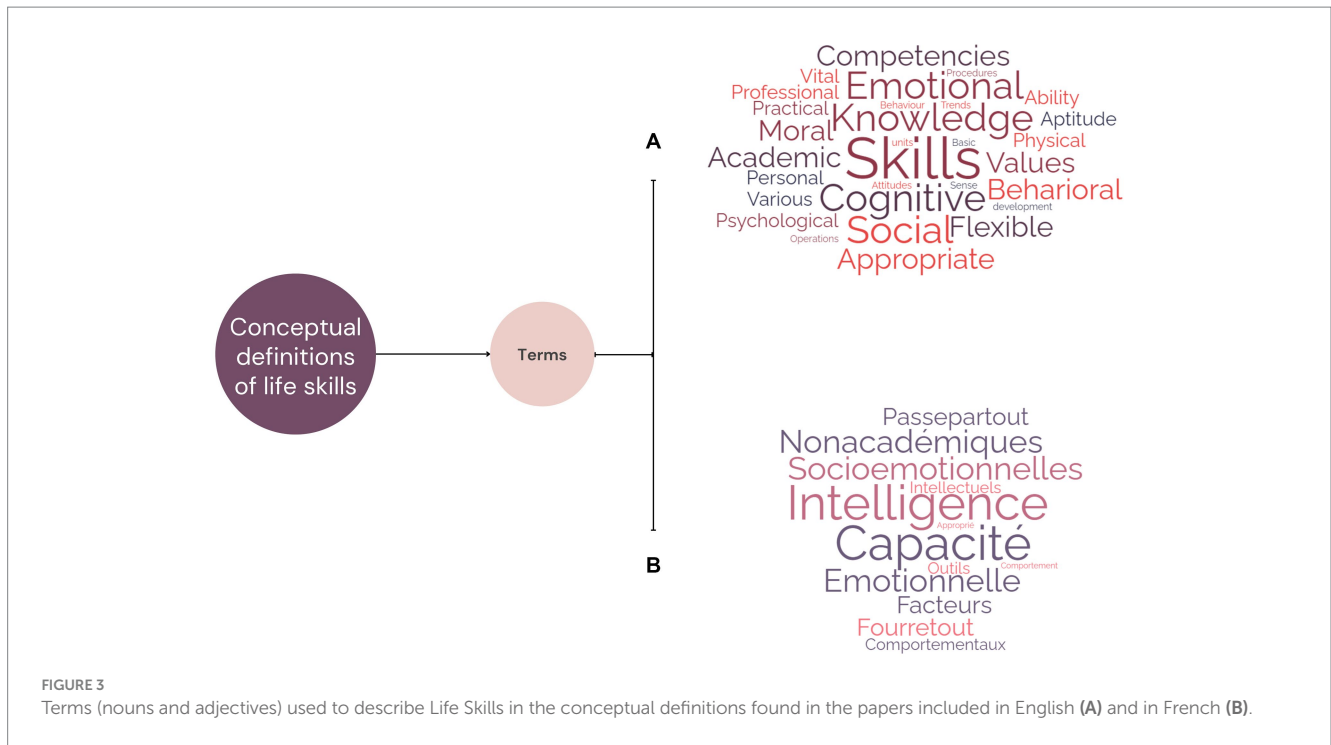 Conceptual
definitions
of life skills
Terms
A
Competencies
Procedures
Vital
Emotional
Professional
Ability
Behaviour
Trends
Practical
Knowledge
Aptitude
Moral
Physical
units
Basic
Skills
Academic
Values
Personal
Attitudes
Sense
Beharioral
Various
Cognitive
development
Psychological
Social
Flexible
Operations
Appropriate
B
Passepartout
Nonacadémiques
Socioemotionnelles
Intellectuels
Intelligence
Approprié
Capacité
Outils
Comportement
Emotionnelle
Facteurs
Fourretout
Comportementaux
FIGURE 3
Terms (nouns and adjectives) used to describe Life Skills in the conceptual definitions found in the papers included in English (A) and in French (B).